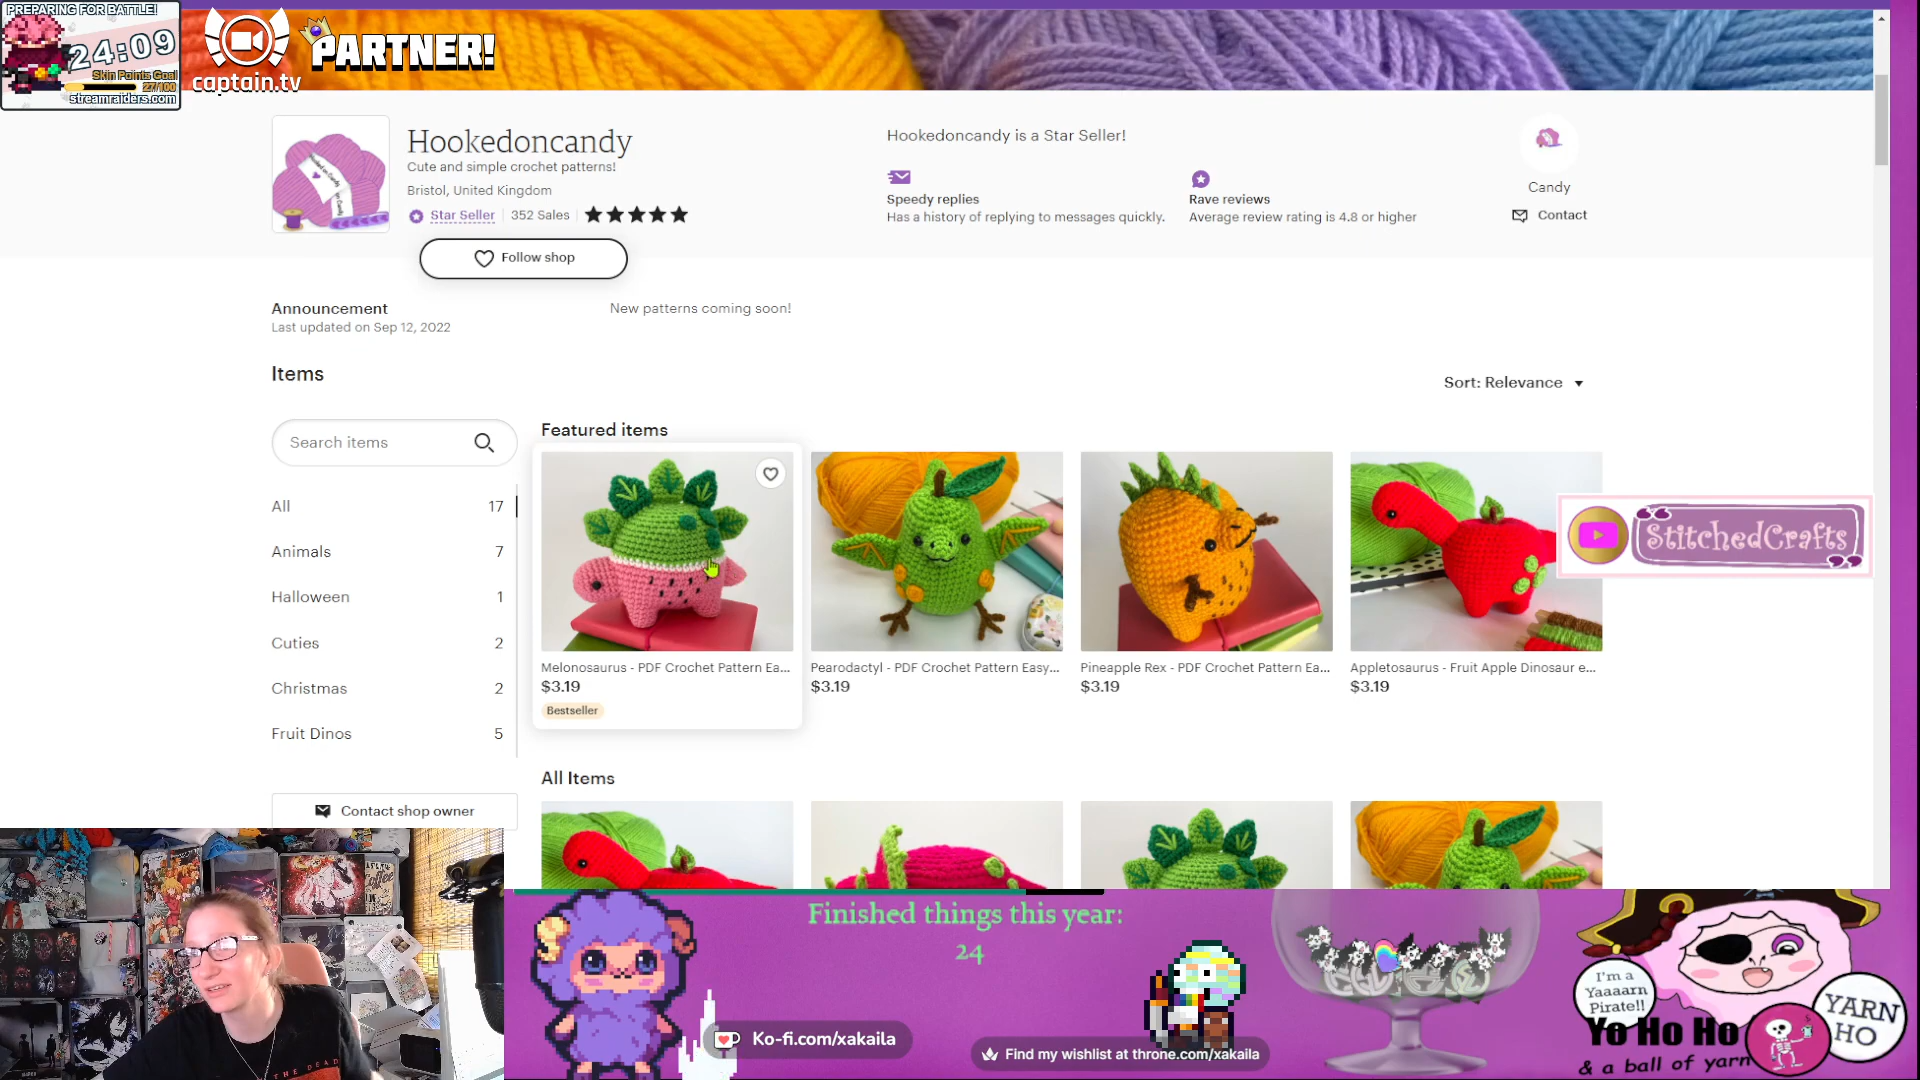 PREPARING FOR BATTLE!
24:09
Skin Points Goal
27/100
streamraiders.com
captain.tv
PARTNER!
Hookedoncandy
Cute and simple crochet patterns!
Bristol, United Kingdom
Star Seller
352 Sales
Follow shop
Hookedoncandy is a Star Seller!
Speedy replies
Has a history of replying to messages quickly.
Rave reviews
Average review rating is 4.8 or higher
Candy
Contact
Announcement
Last updated on Sep 12, 2022
New patterns coming soon!
Items
Sort: Relevance
Search items
All 17
Animals 7
Halloween 1
Cuties 2
Christmas 2
Fruit Dinos 5
Contact shop owner
Featured items
Melonosaurus - PDF Crochet Pattern Ea...
$3.19
Bestseller
Pearodactyl - PDF Crochet Pattern Easy...
$3.19
Pineapple Rex - PDF Crochet Pattern Ea...
$3.19
Appletosaurus - Fruit Apple Dinosaur e...
$3.19
StitchedCrafts
All Items
Finished things this year:
24
Ko-fi.com/xakaila
Find my wishlist at throne.com/xakaila
I'm a
Yaaaarn
Pirate!!
YARN
HO
Yo Ho Ho
& a ball of yarn
THE DEAD